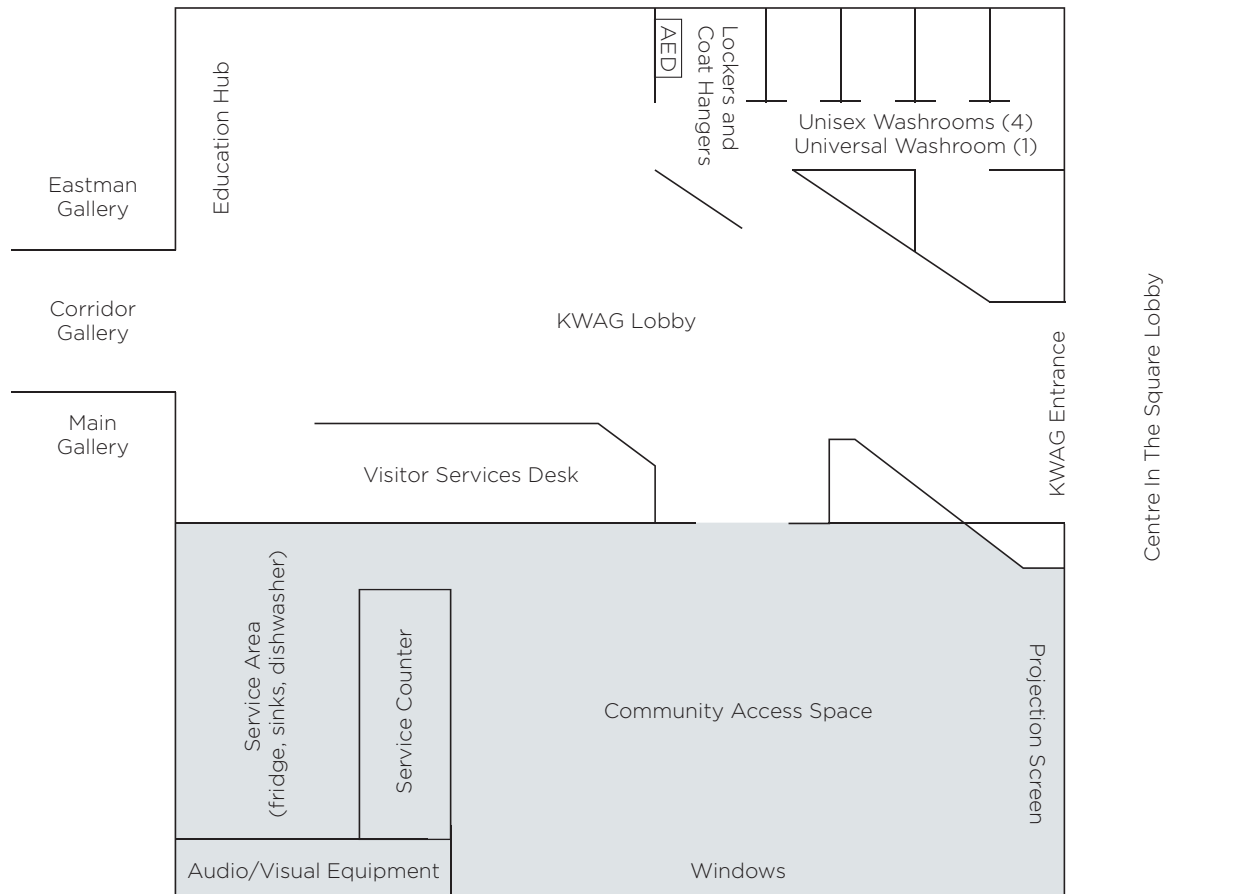 AED
Lockers and
Coat Hangers
Education Hub
Unisex Washrooms (4)
Universal Washroom (1)
Eastman
Gallery
Corridor
Gallery
KWAG Lobby
KWAG Entrance
Centre In The Square Lobby
Main
Gallery
Visitor Services Desk
Service Area
(fridge, sinks, dishwasher)
Service Counter
Community Access Space
Projection Screen
Audio/Visual Equipment
Windows